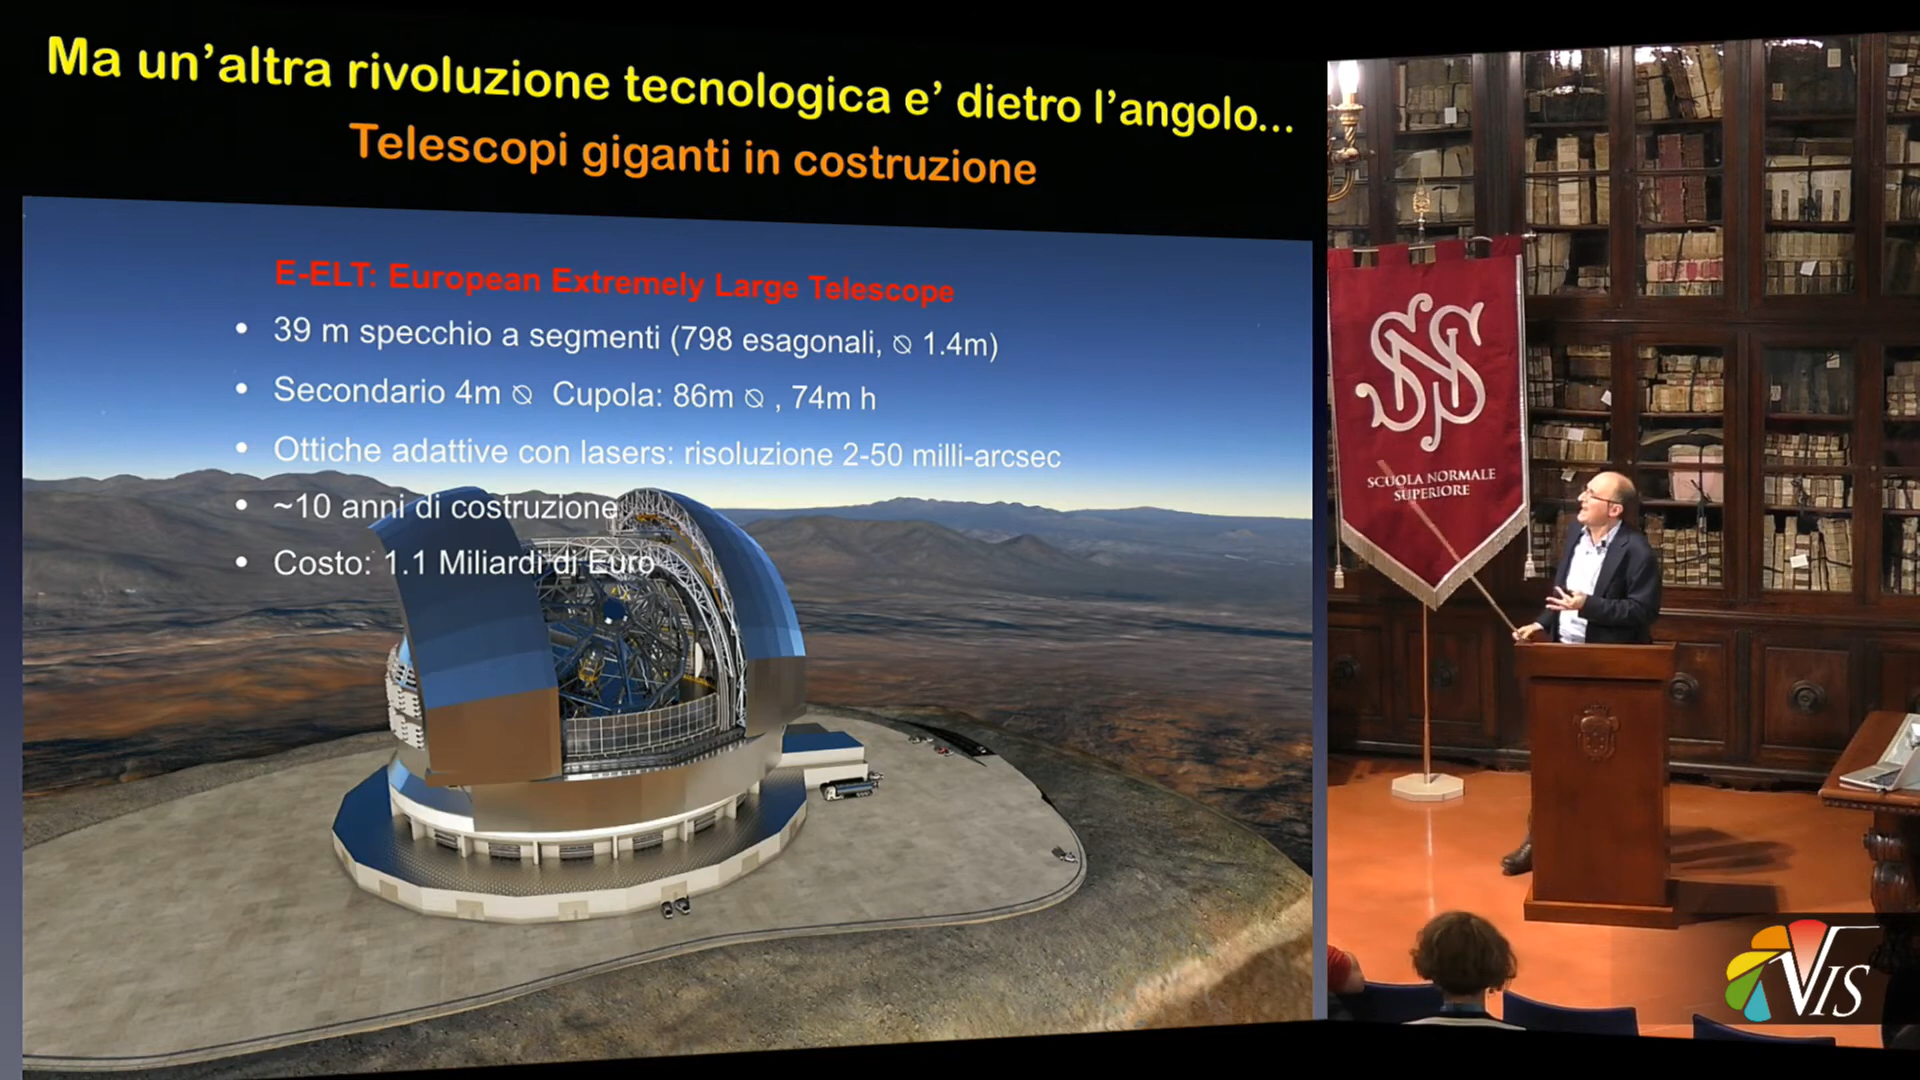 Ma un'altra rivoluzione tecnologica e' dietro l'angolo...
Telescopi giganti in costruzione
E-ELT: European Extremely Large Telescope
• 39 m specchio a segmenti (798 esagonali, ⦰ 1.4m)
• Secondario 4m ⦰ Cupola: 86m ⦰ , 74m h
• Ottiche adattive con lasers: risoluzione 2-50 milli-arcsec
• ~10 anni di costruzione
• Costo: 1.1 Miliardi di Euro
SNS
SCUOLA NORMALE
SUPERIORE
VIS